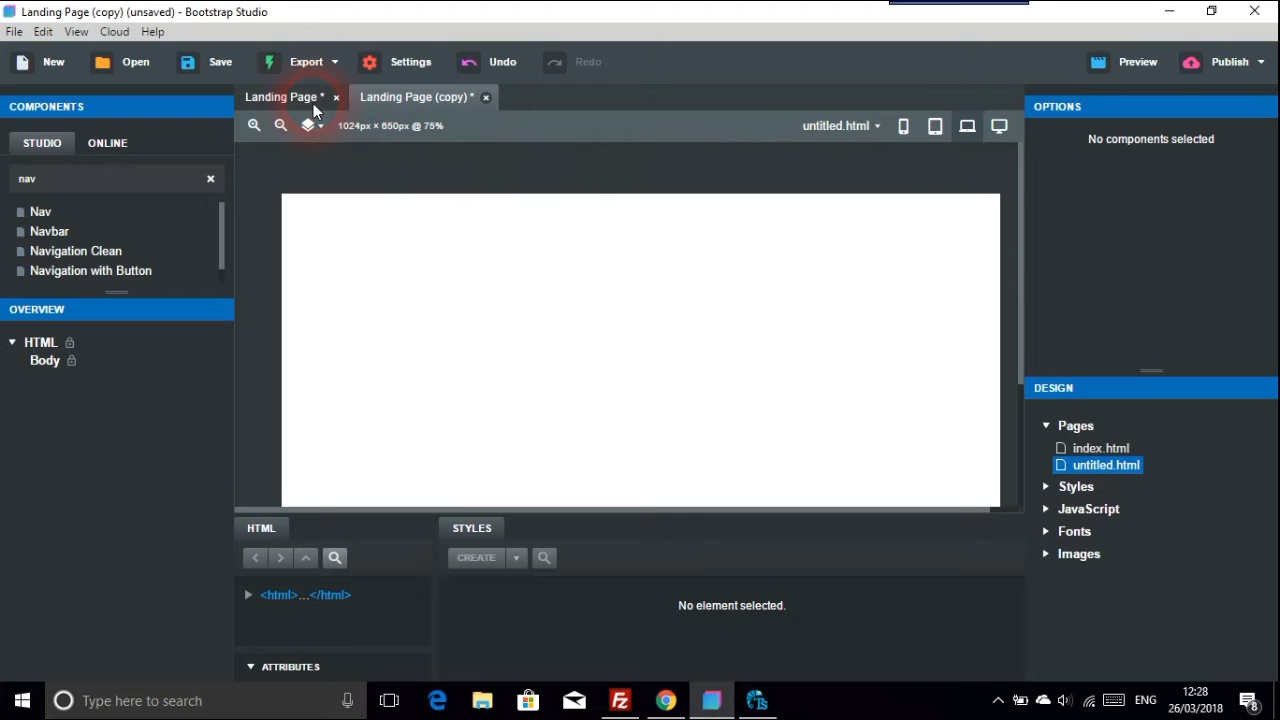 Landing Page (copy) (unsaved) - Bootstrap Studio
File Edit View Cloud Help
New Open Save Export Settings Undo Redo Preview Publish
COMPONENTS
Landing Page * × Landing Page (copy) * ×
OPTIONS
1024px × 650px @ 75% untitled.html
No components selected
STUDIO ONLINE
nav ×
Nav
Navbar
Navigation Clean
Navigation with Button
OVERVIEW
HTML
Body
DESIGN
Pages
index.html
untitled.html
Styles
JavaScript
Fonts
Images
HTML STYLES
CREATE
<html>...</html>
No element selected.
ATTRIBUTES
Type here to search
ENG
12:28
26/03/2018
8